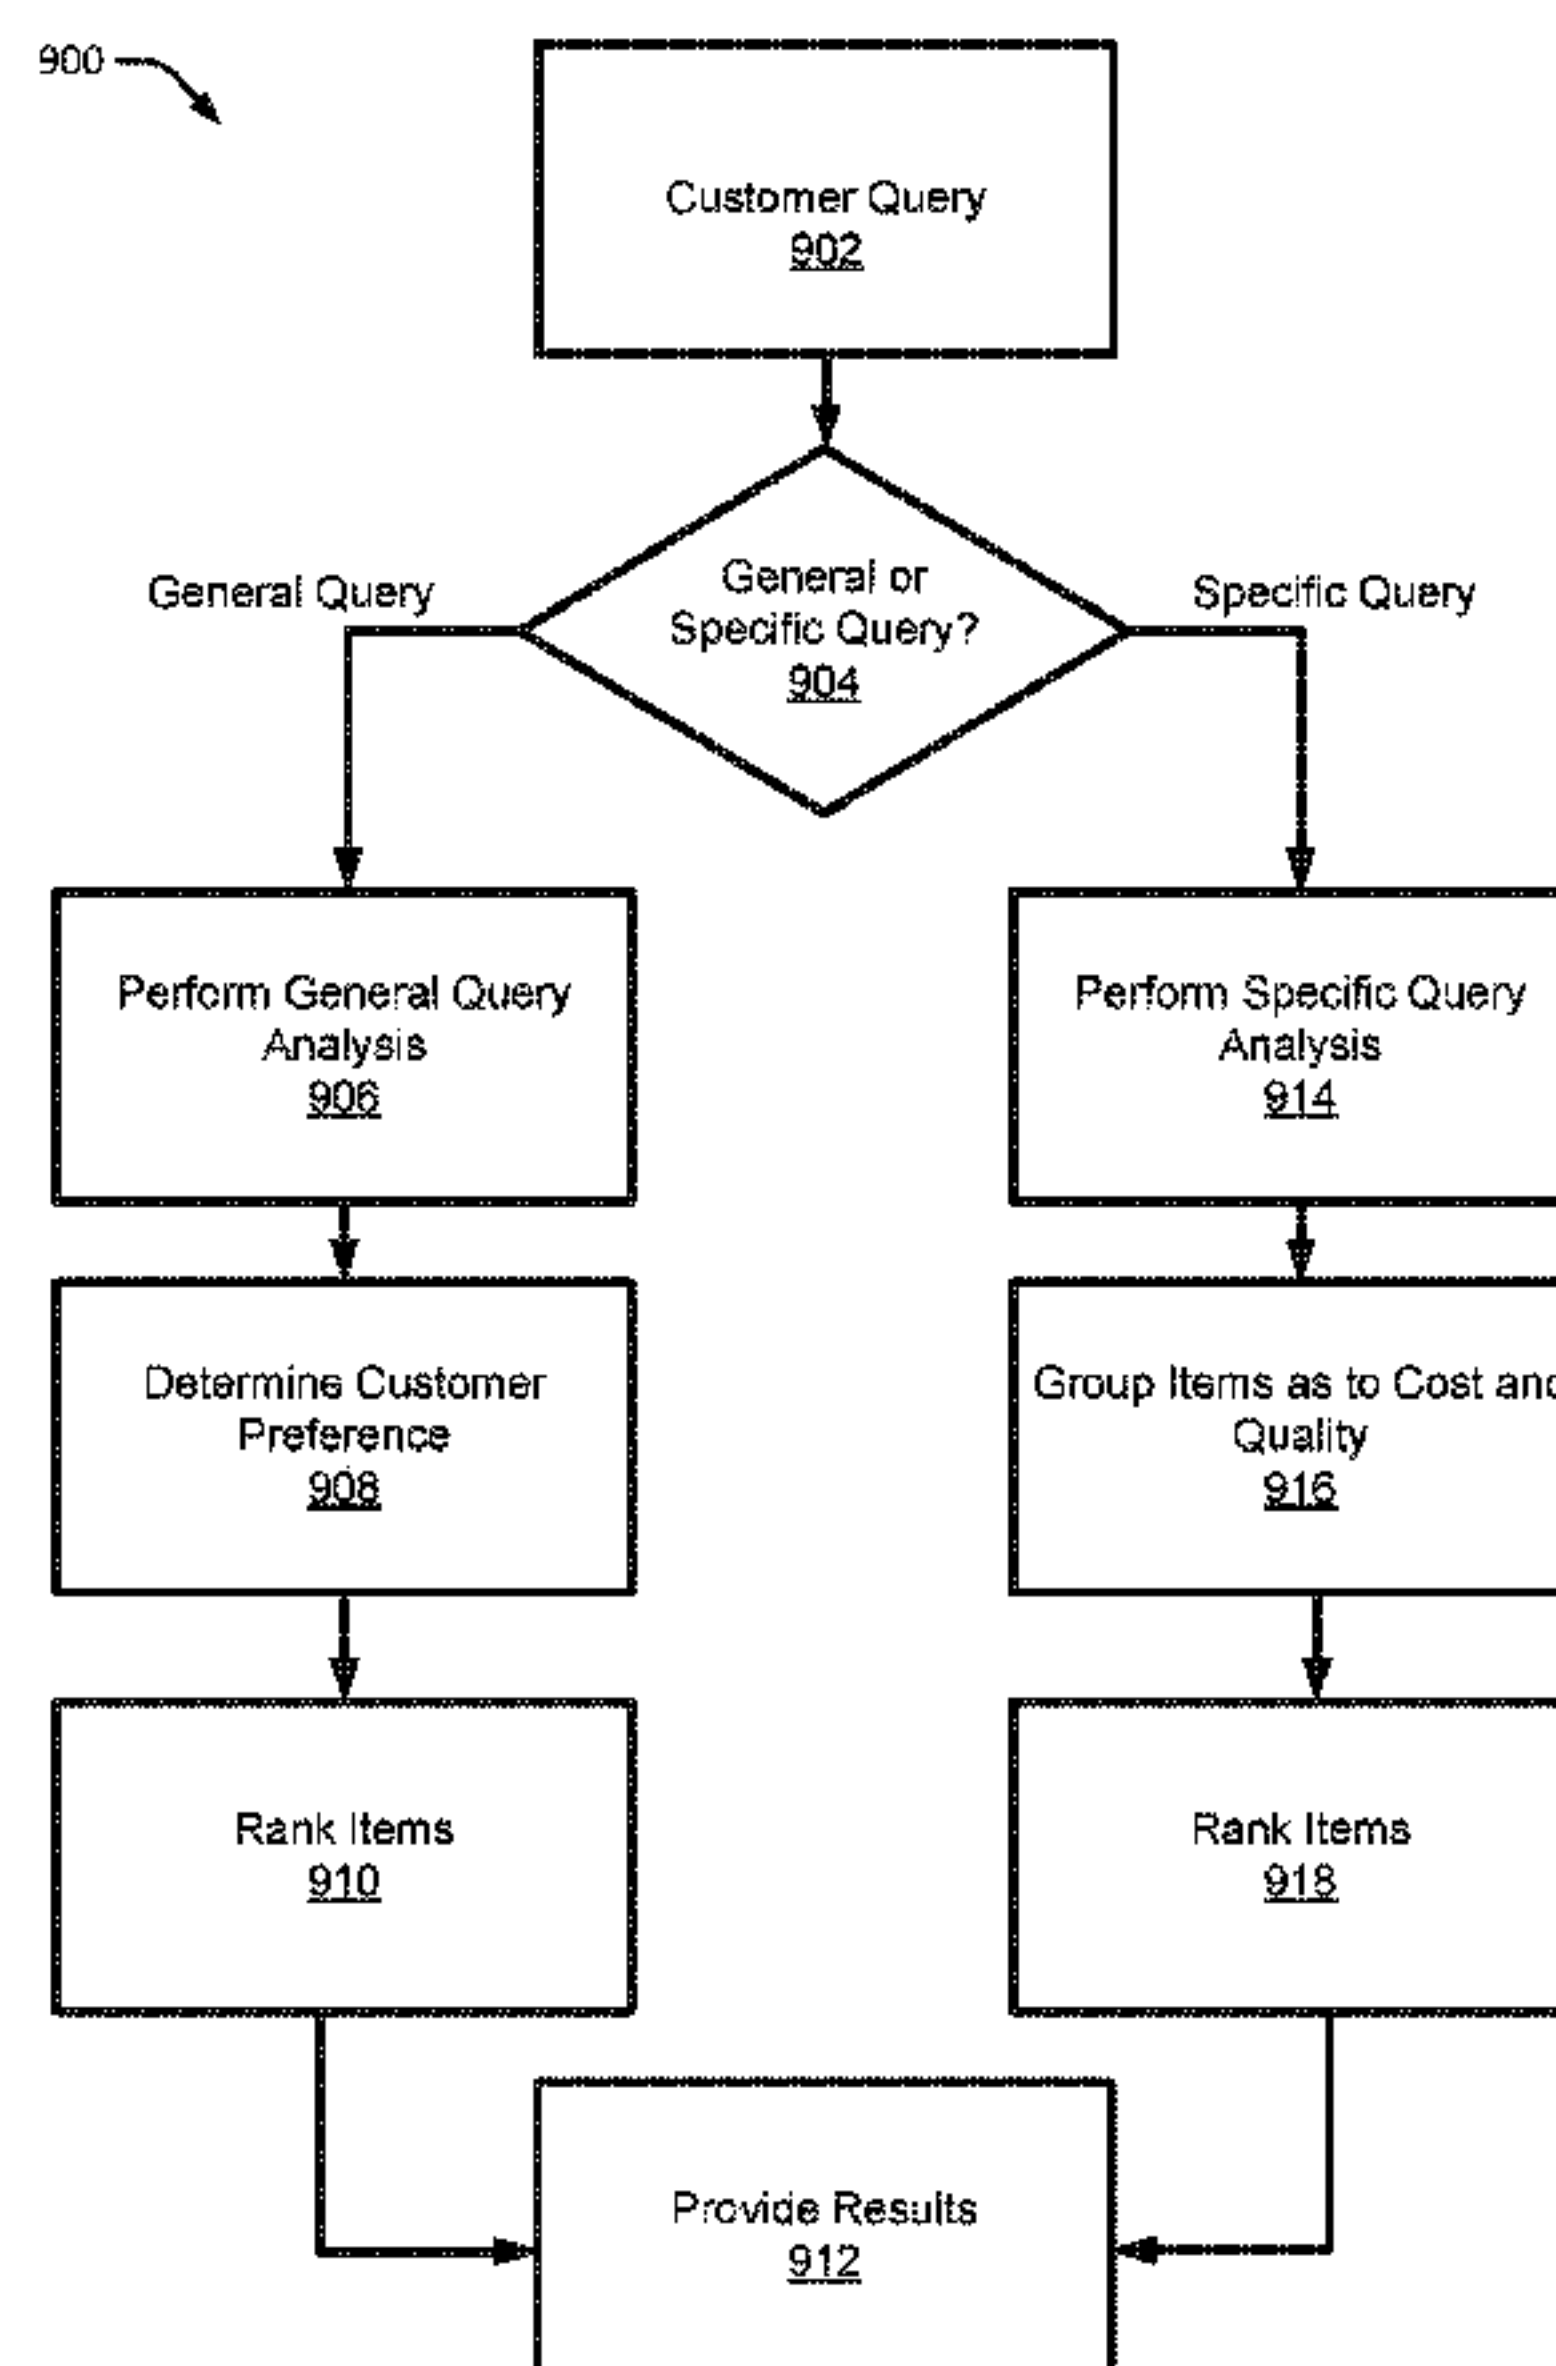 900
Customer Query
902
General Query
General or
Specific Query?
904
Specific Query
Perform General Query
Analysis
906
Perform Specific Query
Analysis
914
Determine Customer
Preference
908
Group Items as to Cost and
Quality
916
Rank Items
910
Rank Items
918
Provide Results
912